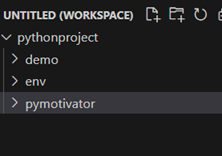 UNTITLED (WORKSPACE)
pythonproject
demo
env
pymotivator